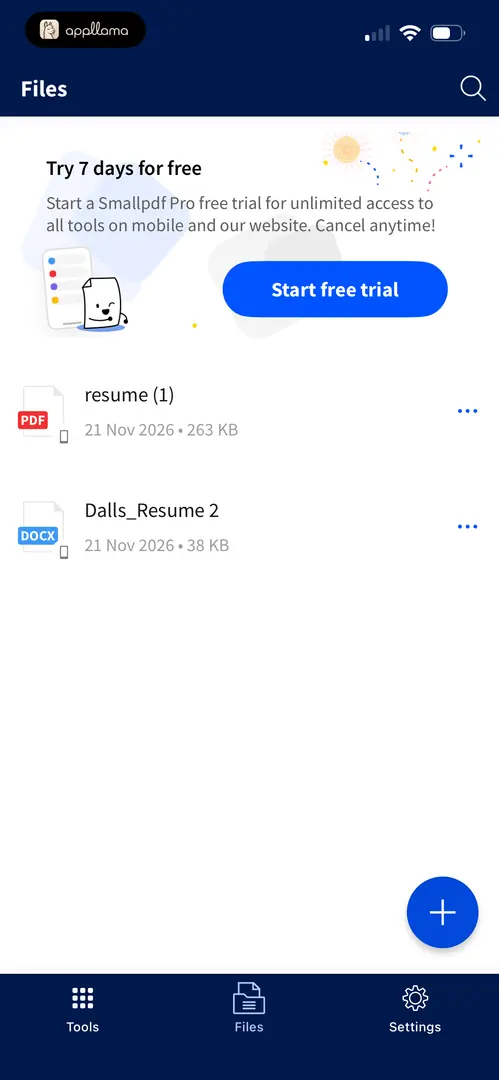 appllama
Files
Try 7 days for free
Start a Smallpdf Pro free trial for unlimited access to
all tools on mobile and our website. Cancel anytime!
Start free trial
resume (1)
PDF
21 Nov 2026 • 263 KB
Dalls_Resume 2
DOCX
21 Nov 2026 • 38 KB
Tools
Files
Settings